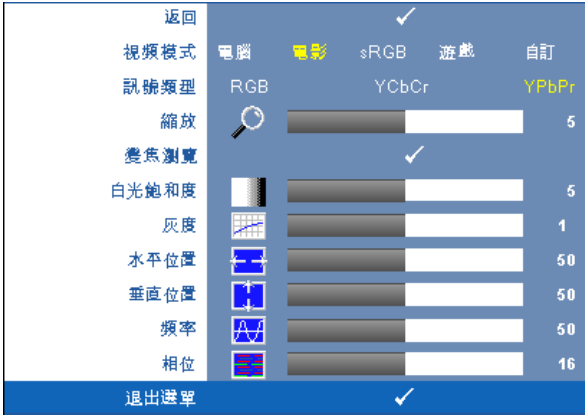 返回
視頻模式 電腦 電影 sRGB 遊戲 自訂
訊號類型 RGB YCbCr YPbPr
縮放 5
變焦瀏覽
白光飽和度 5
灰度 1
水平位置 50
垂直位置 50
頻率 50
相位 16
退出選單